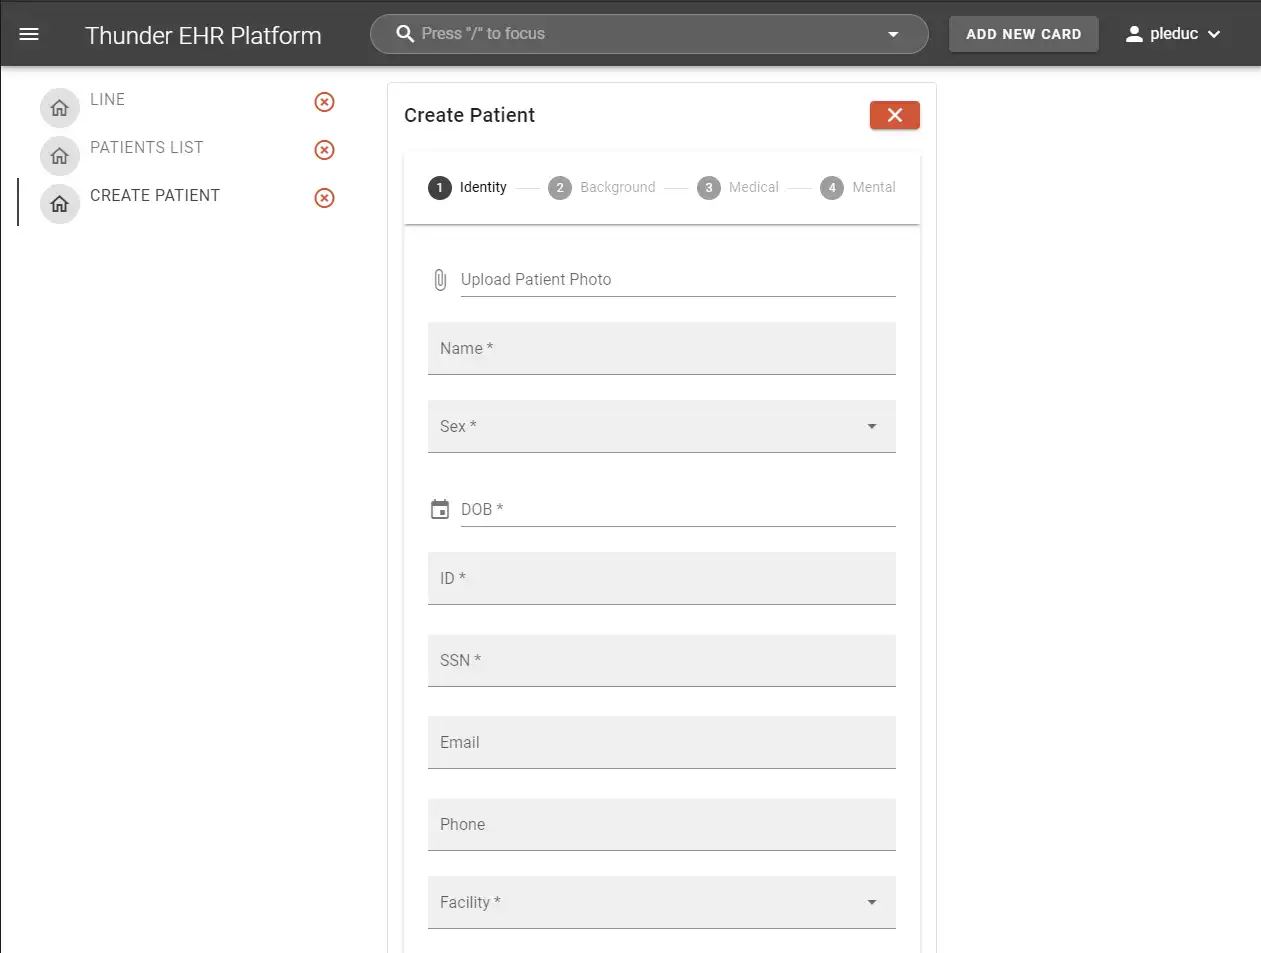 Thunder EHR Platform
Press "/" to focus
ADD NEW CARD
pleduc
LINE
PATIENTS LIST
CREATE PATIENT
Create Patient
1 Identity 2 Background 3 Medical 4 Mental
Upload Patient Photo
Name *
Sex *
DOB *
ID *
SSN *
Email
Phone
Facility *